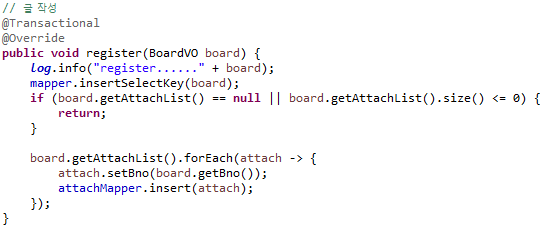 // 글 작성
@Transactional
@Override
public void register(BoardVO board) {
    log.info("register......" + board);
    mapper.insertSelectKey(board);
    if (board.getAttachList() == null || board.getAttachList().size() <= 0) {
        return;
    }

    board.getAttachList().forEach(attach -> {
        attach.setBno(board.getBno());
        attachMapper.insert(attach);
    });
}